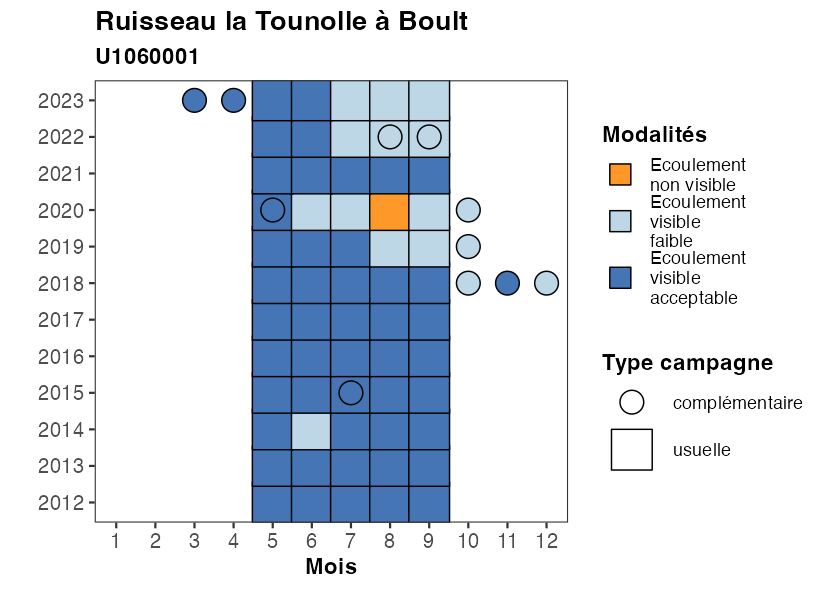 Ruisseau la Tounolle à Boult
U1060001
2023
2022
2021
2020
2019
2018
2017
2016
2015
2014
2013
2012
1 2 3 4 5 6 7 8 9 10 11 12
Mois
Modalités
Ecoulement
non visible
Ecoulement
visible
faible
Ecoulement
visible
acceptable
Type campagne
complémentaire
usuelle